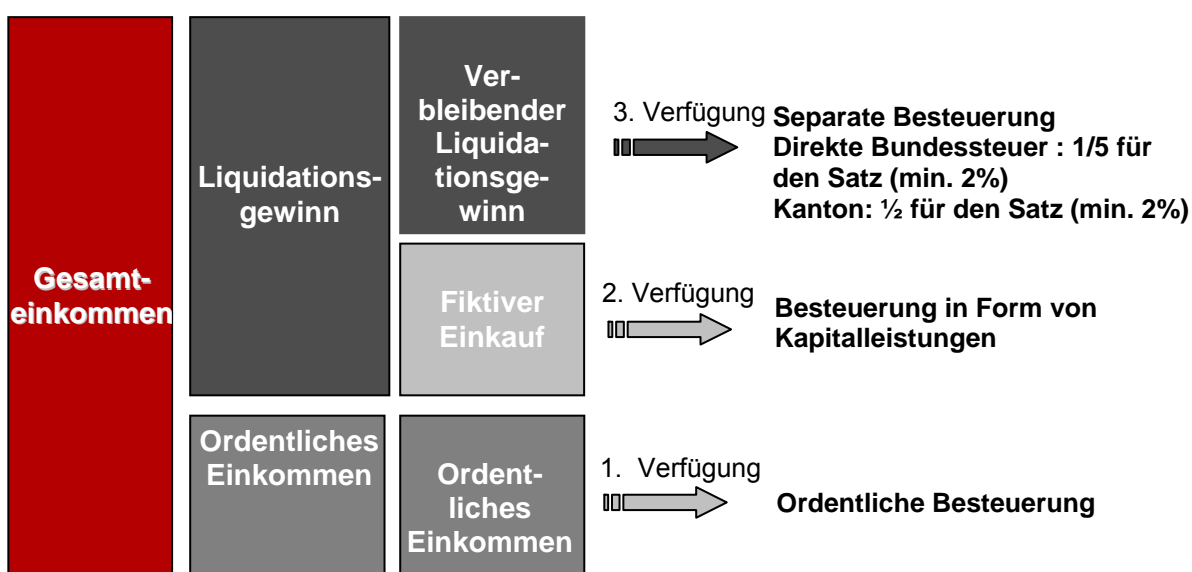 Gesamt-
einkommen
Liquidations-
gewinn
Ver-
bleibender
Liquida-
tionsge-
winn
3. Verfügung
Separate Besteuerung
Direkte Bundessteuer : 1/5 für
den Satz (min. 2%)
Kanton: ½ für den Satz (min. 2%)
Fiktiver
Einkauf
2. Verfügung
Besteuerung in Form von
Kapitalleistungen
Ordentliches
Einkommen
Ordent-
liches
Einkommen
1. Verfügung
Ordentliche Besteuerung